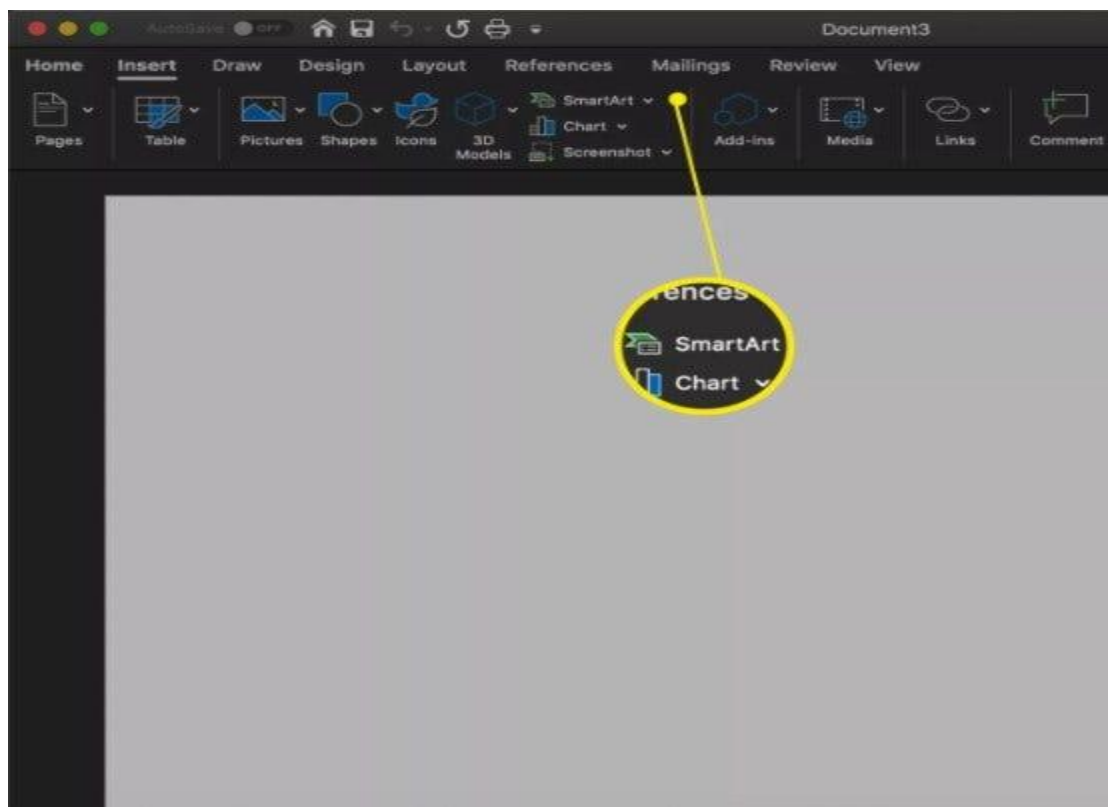 AutoSave OFF Document3
Home Insert Draw Design Layout References Mailings Review View
SmartArt
Chart
Screenshot
Pages Table Pictures Shapes Icons 3D Models Add-ins Media Links Comment
rences
SmartArt
Chart